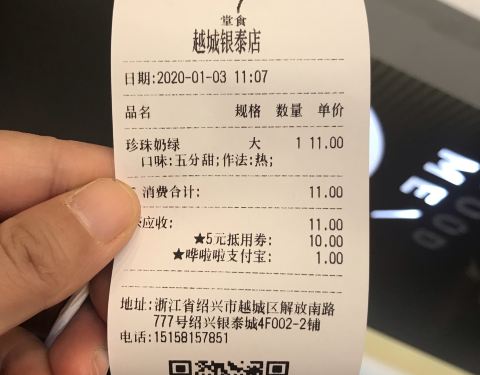 堂食
越城银泰店
日期:2020-01-03 11:07
品名 规格 数量 单价
珍珠奶绿 大 1 11.00
口味:五分甜;作法:热;
消费合计: 11.00
应收: 11.00
★5元抵用券: 10.00
★哗啦啦支付宝: 1.00
地址:浙江省绍兴市越城区解放南路
777号绍兴银泰城4F002-2铺
电话:15158157851
ME